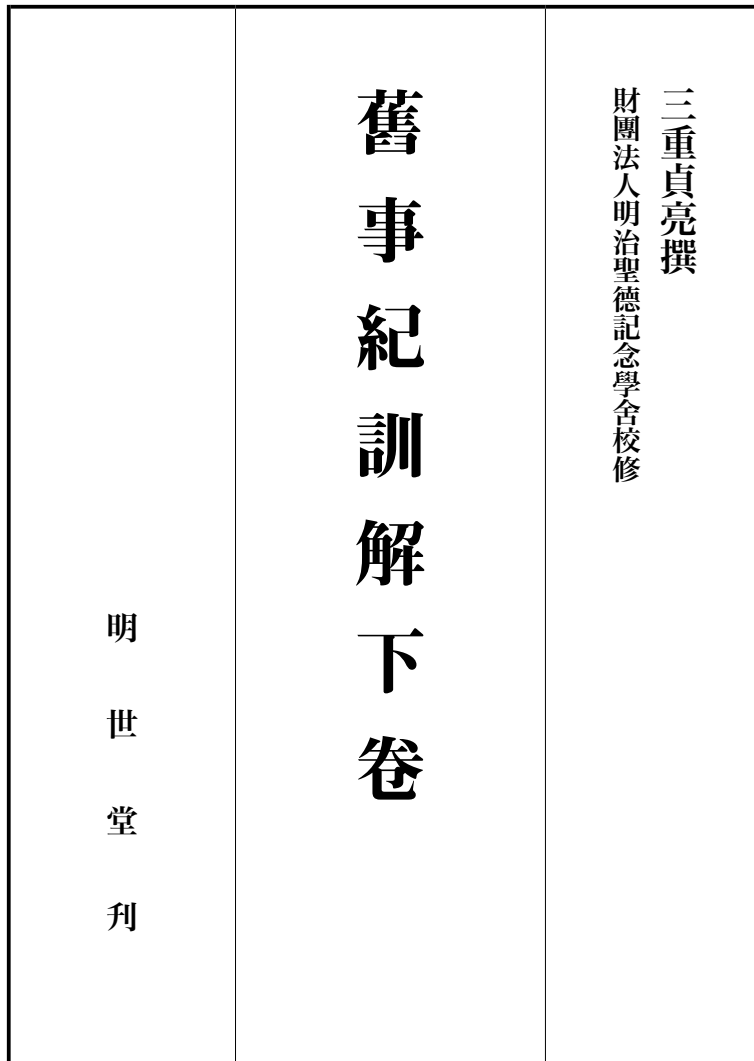 三重貞亮撰
財團法人明治聖德記念學舍校修
舊事紀訓解下卷
明世堂刋